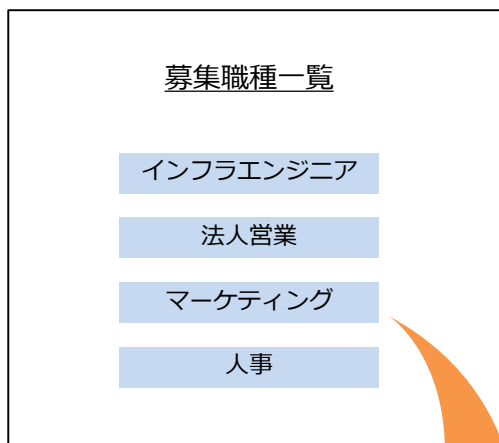 募集職種一覧
インフラエンジニア
法人営業
マーケティング
人事